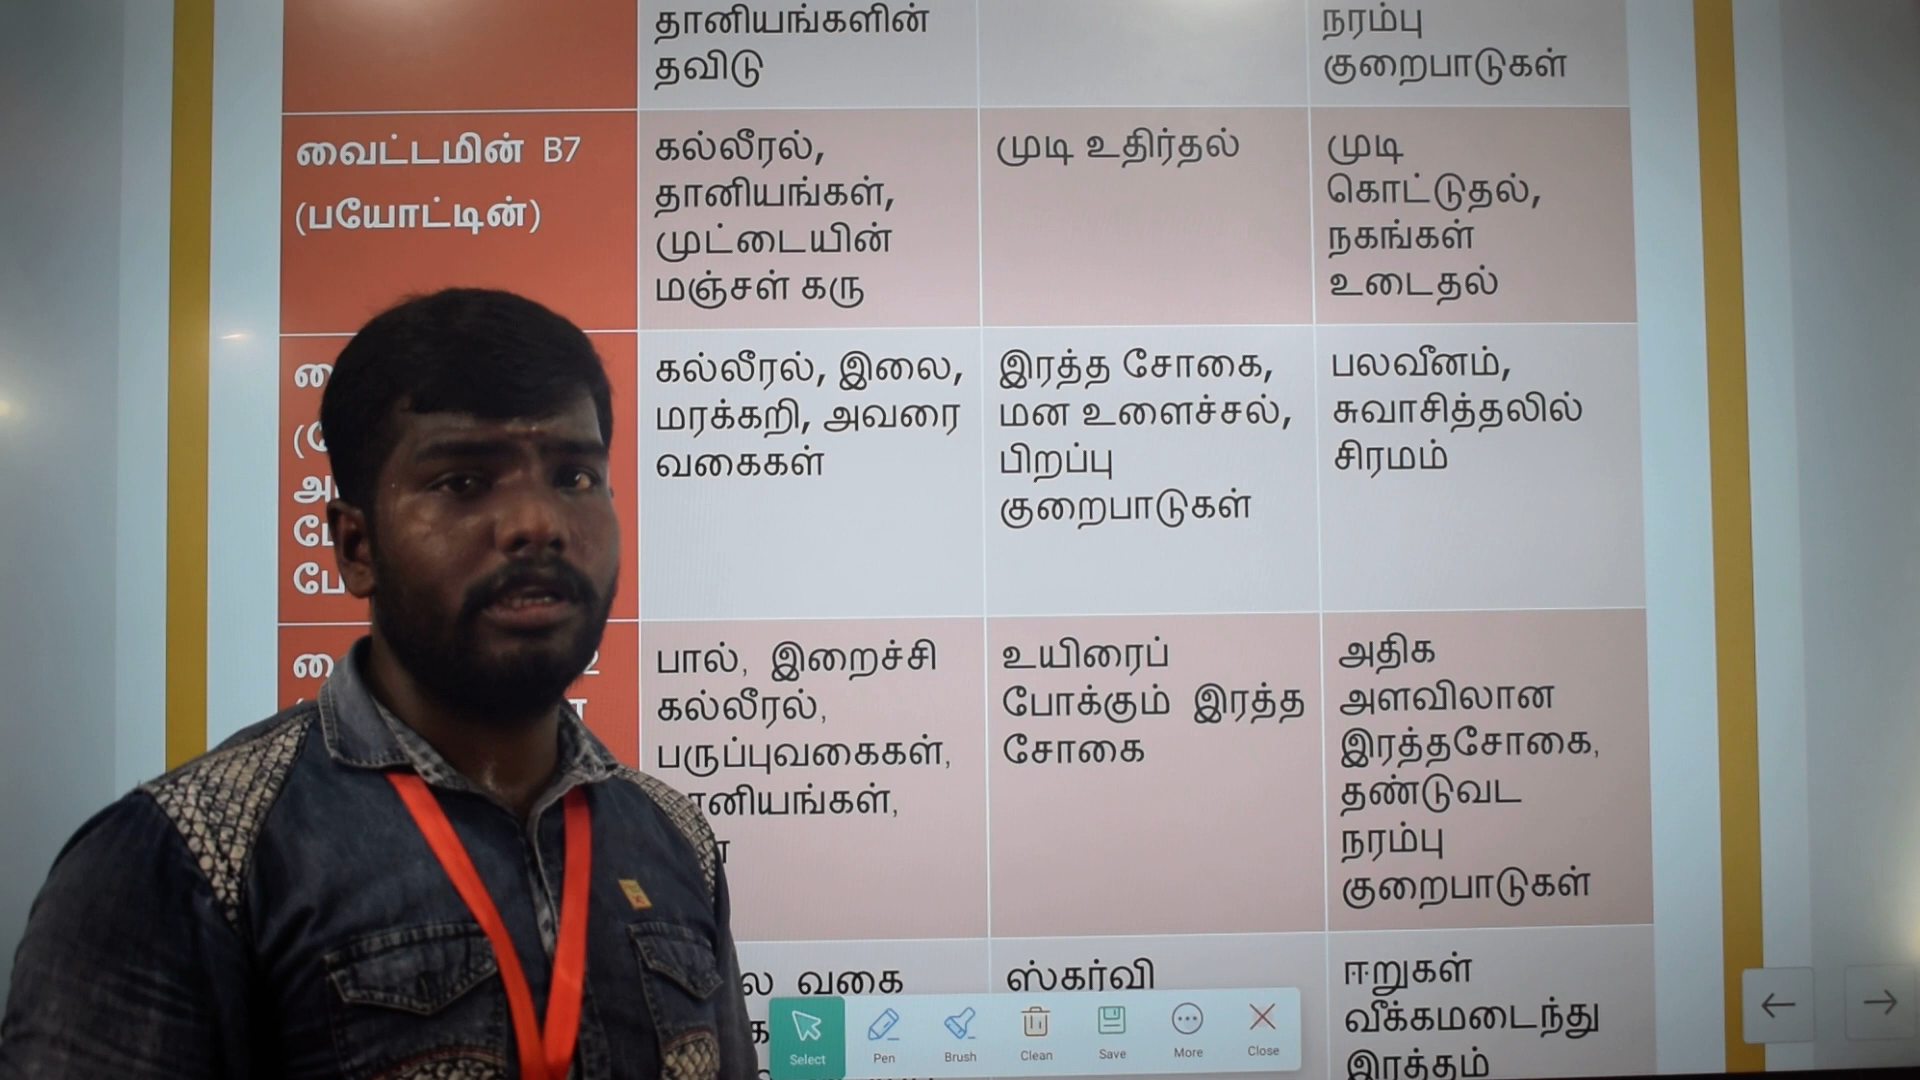 தானியங்களின்
தவிடு
நரம்பு
குறைபாடுகள்
வைட்டமின் B7
(பயோட்டின்)
கல்லீரல்,
தானியங்கள்,
முட்டையின்
மஞ்சள் கரு
முடி உதிர்தல்
முடி
கொட்டுதல்,
நகங்கள்
உடைதல்
கல்லீரல், இலை,
மரக்கறி, அவரை
வகைகள்
இரத்த சோகை,
மன உளைச்சல்,
பிறப்பு
குறைபாடுகள்
பலவீனம்,
சுவாசித்தலில்
சிரமம்
பால், இறைச்சி
கல்லீரல்,
பருப்புவகைகள்,
உயிரைப்
போக்கும் இரத்த
சோகை
அதிக
அளவிலான
இரத்தசோகை,
தண்டுவட
நரம்பு
குறைபாடுகள்
வகை
ஸ்கர்வி
ஈறுகள்
வீக்கமடைந்து
இரத்தம்
Select Pen Brush Clean Save More Close